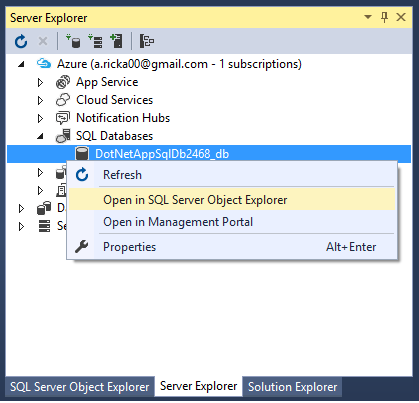 Server Explorer
Azure (a.ricka00@gmail.com - 1 subscriptions)
App Service
Cloud Services
Notification Hubs
SQL Databases
DotNetAppSqlDb2468_db
Refresh
Open in SQL Server Object Explorer
Open in Management Portal
Properties Alt+Enter
D
Se
SQL Server Object Explorer Server Explorer Solution Explorer